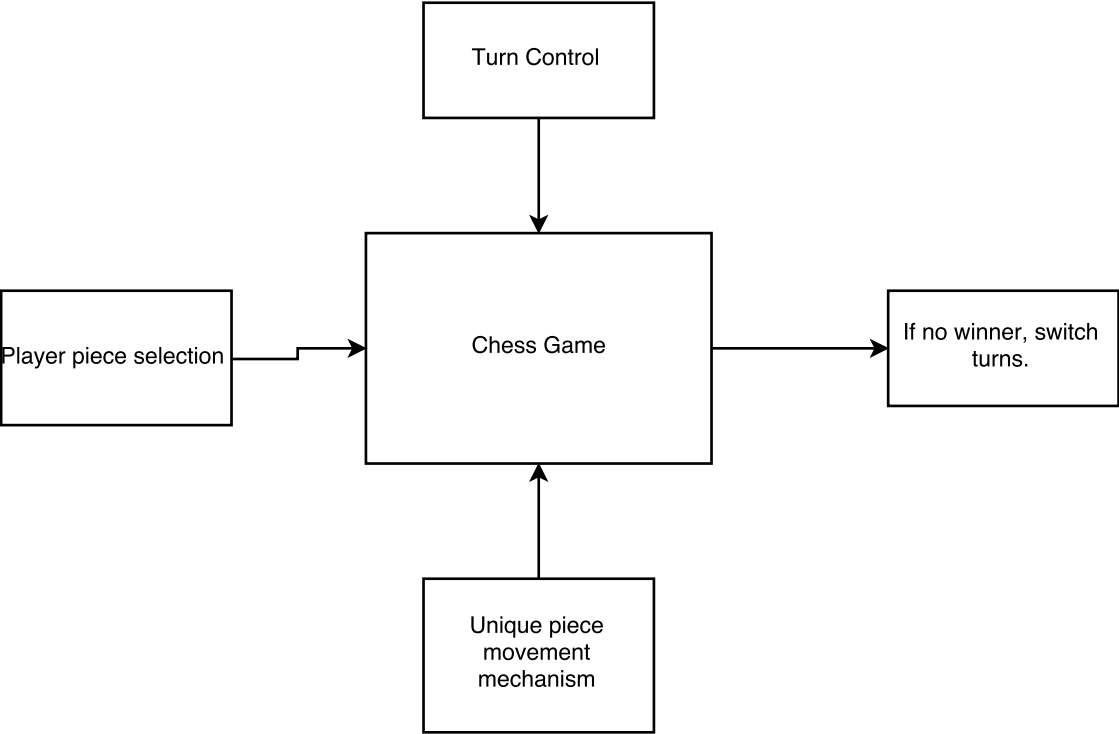 Turn Control
Player piece selection
Chess Game
If no winner, switch
turns.
Unique piece
movement
mechanism